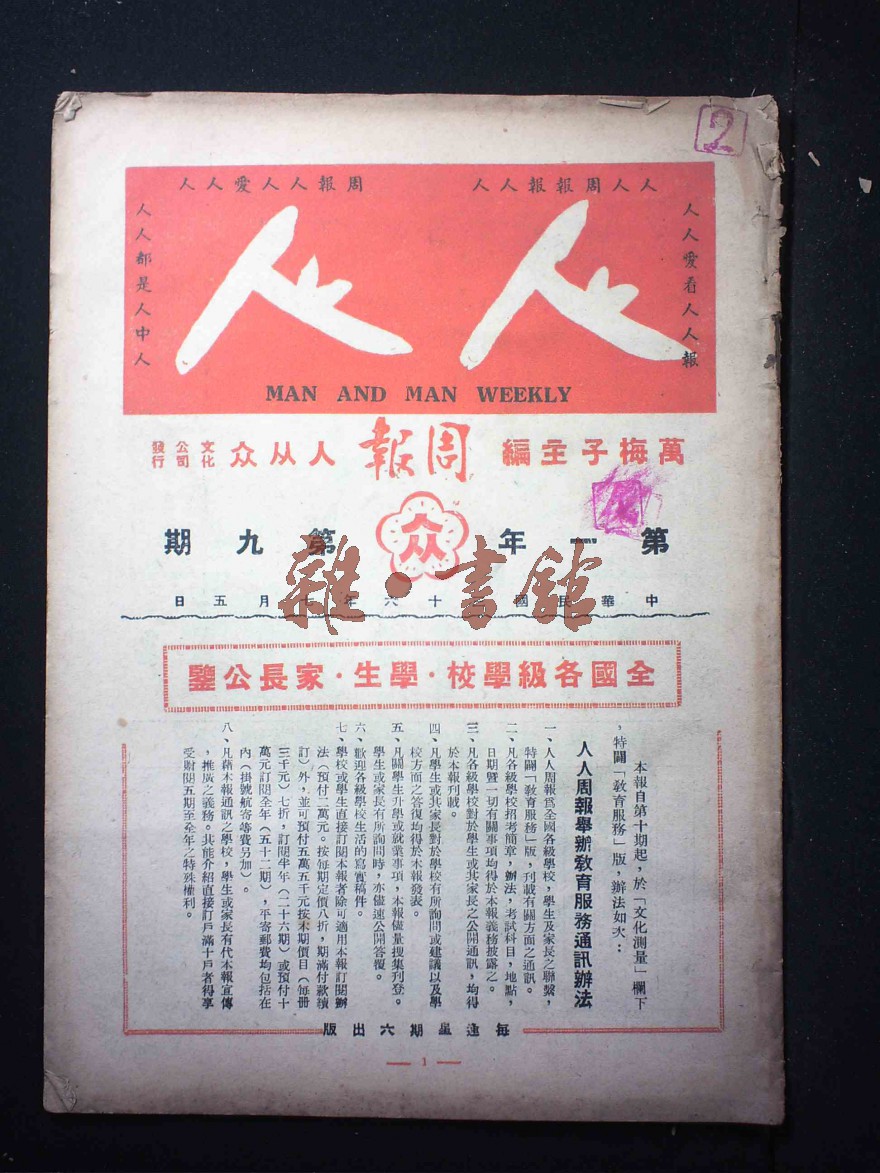 2
人人周報報人人
周報人人愛人人
人人愛看人人報
人人都是人中人
人人
MAN AND MAN WEEKLY
萬梅子主編
周報
人从众文化公司發行
众
第一年 第九期
中華民國 十六年七月五日
雜·書館
全國各級學校·學生·家長公鑒
本報自第十期起,於「文化測量」欄下
,特闢「教育服務」版,辦法如次:
人人周報舉辦教育服務通訊辦法
一、人人周報爲全國各級學校,學生及家長之聯繫,
特闢「教育服務」版,刊載有關方面之通訊。
二、凡各級學校招考簡章,辦法,考試科目,地點,
日期暨一切有關事項均得於本報義務披露之。
三、凡各級學校對於學生或其家長之公開通訊,均得
於本報刊載。
四、凡學生或其家長對於學校有所詢問或建議以及學
校方面之答復均得於本報發表。
五、凡關學生升學或就業事項,本報儘量搜集刊登。
學生或家長有所詢問時,亦儘速公開答覆。
六、歡迎各級學校生活的寫實稿件。
七、學校或學生直接訂閱本報者除可適用本報訂閱辦
法(預付二萬元。按每期定價八折,期滿付款續
訂)外,並可預付五萬五千元按本期價目(每冊
三千元)七折,訂閱半年(二十六期)或預付十
萬元訂閱全年(五十二期),平寄郵費均包括在
內(掛號航寄等費另加)。
八、凡藉本報通訊之學校,學生或家長有代本報宣傳
,推廣之義務。其能介紹直接訂戶滿十戶者得享
受附閱五期至全年之特殊權利。
每逢星期六出版
— 1 —